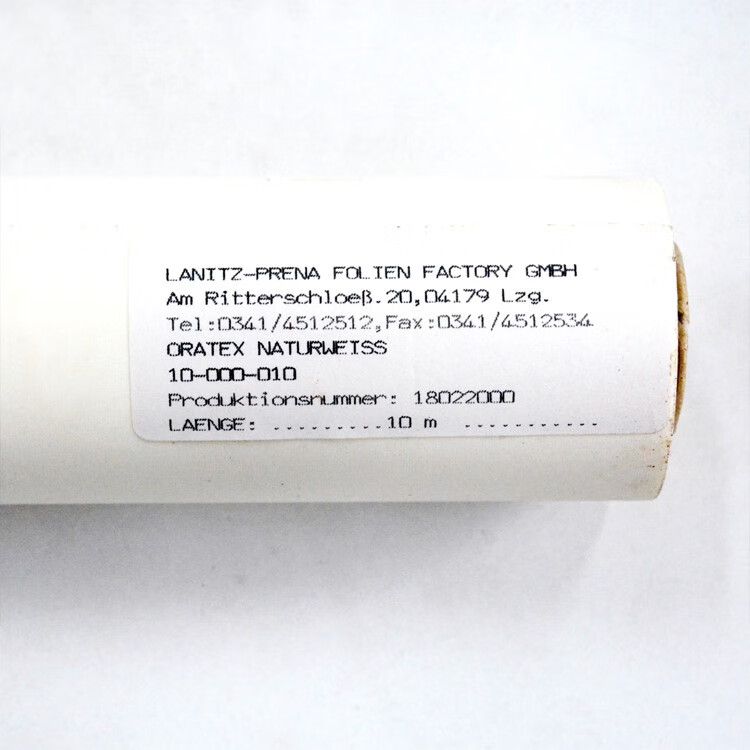 LANITZ-PRENA FOLIEN FACTORY GMBH
Am Ritterschloeß.20,04179 Lzg.
Tel:0341/4512512,Fax:0341/4512534
ORATEX NATURWEISS
10-000-010
Produktionsnummer: 18022000
LAENGE: .........10 m ...........